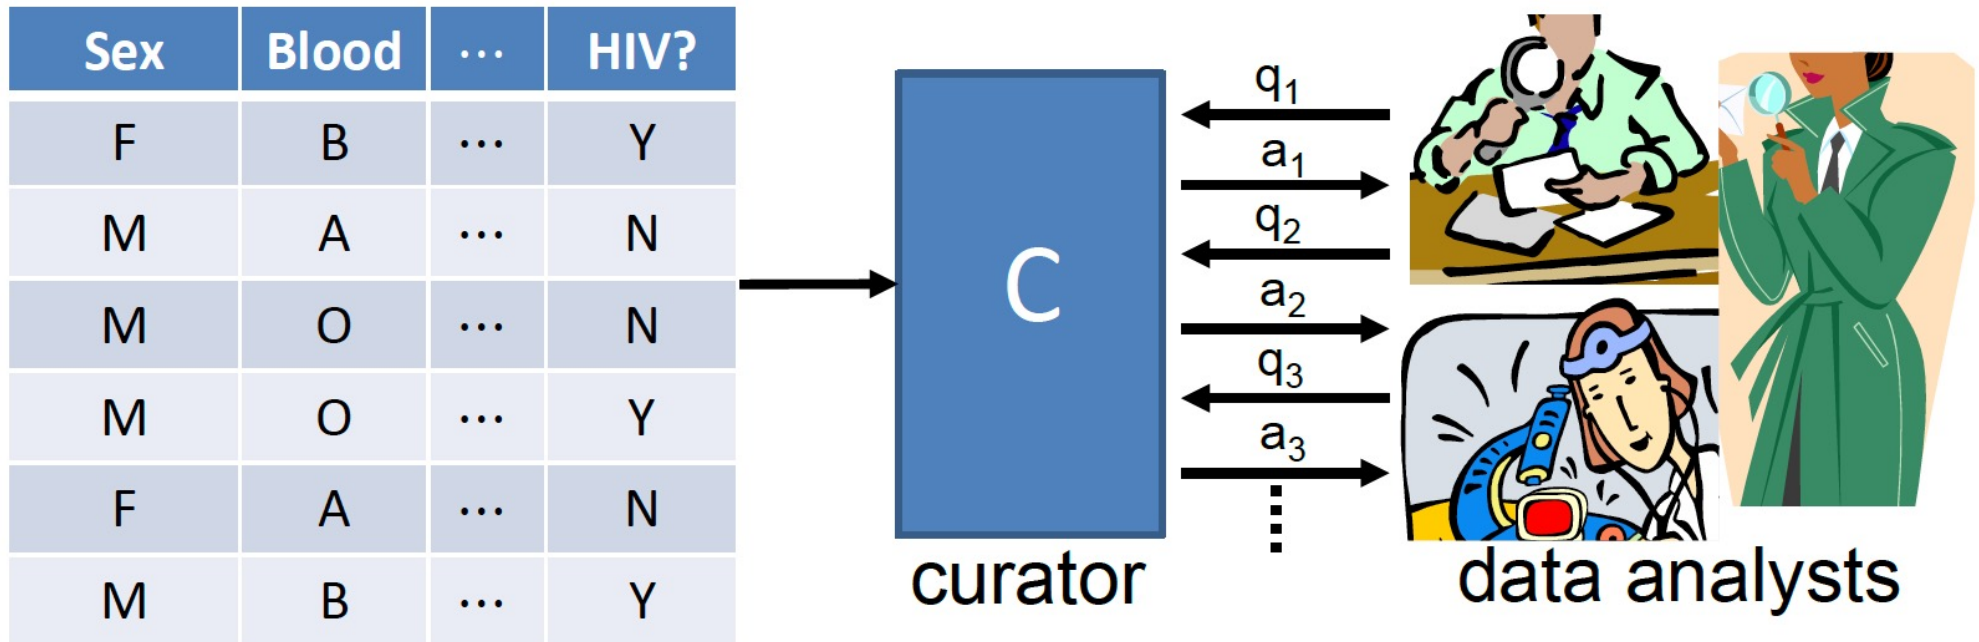 Sex Blood ... HIV?
F B ... Y
M A ... N
M O ... N
M O ... Y
F A ... N
M B ... Y
C
curator
q1
a1
q2
a2
q3
a3
data analysts